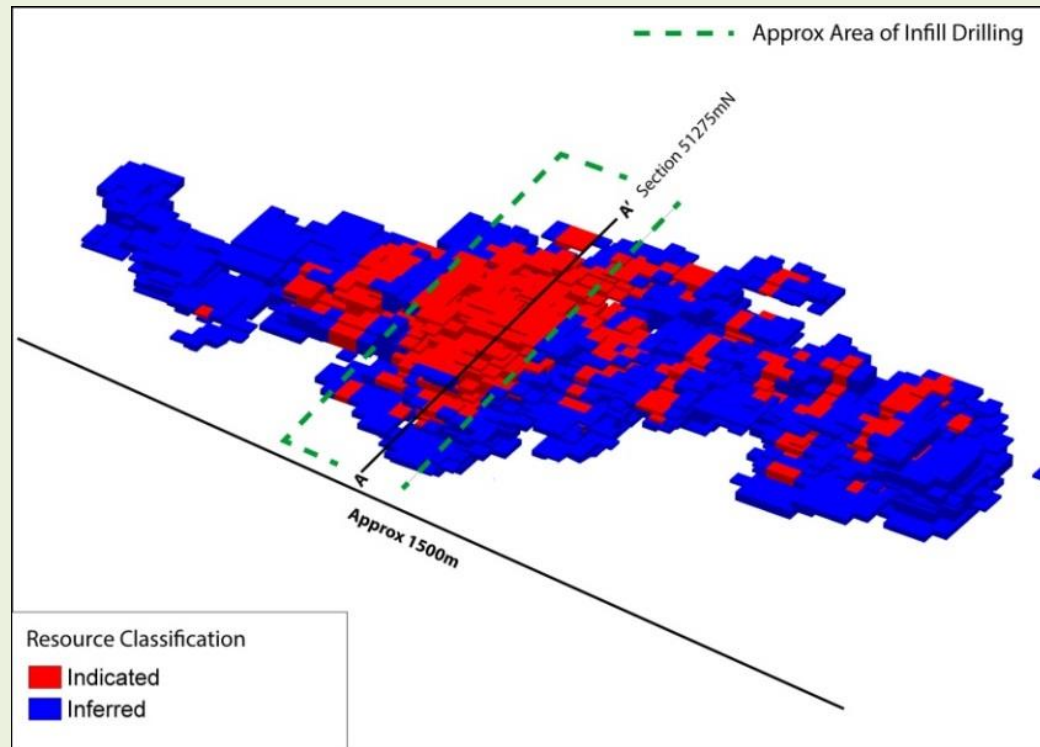 Approx Area of Infill Drilling
A' Section 51275mN
A
Approx 1500m
Resource Classification
Indicated
Inferred